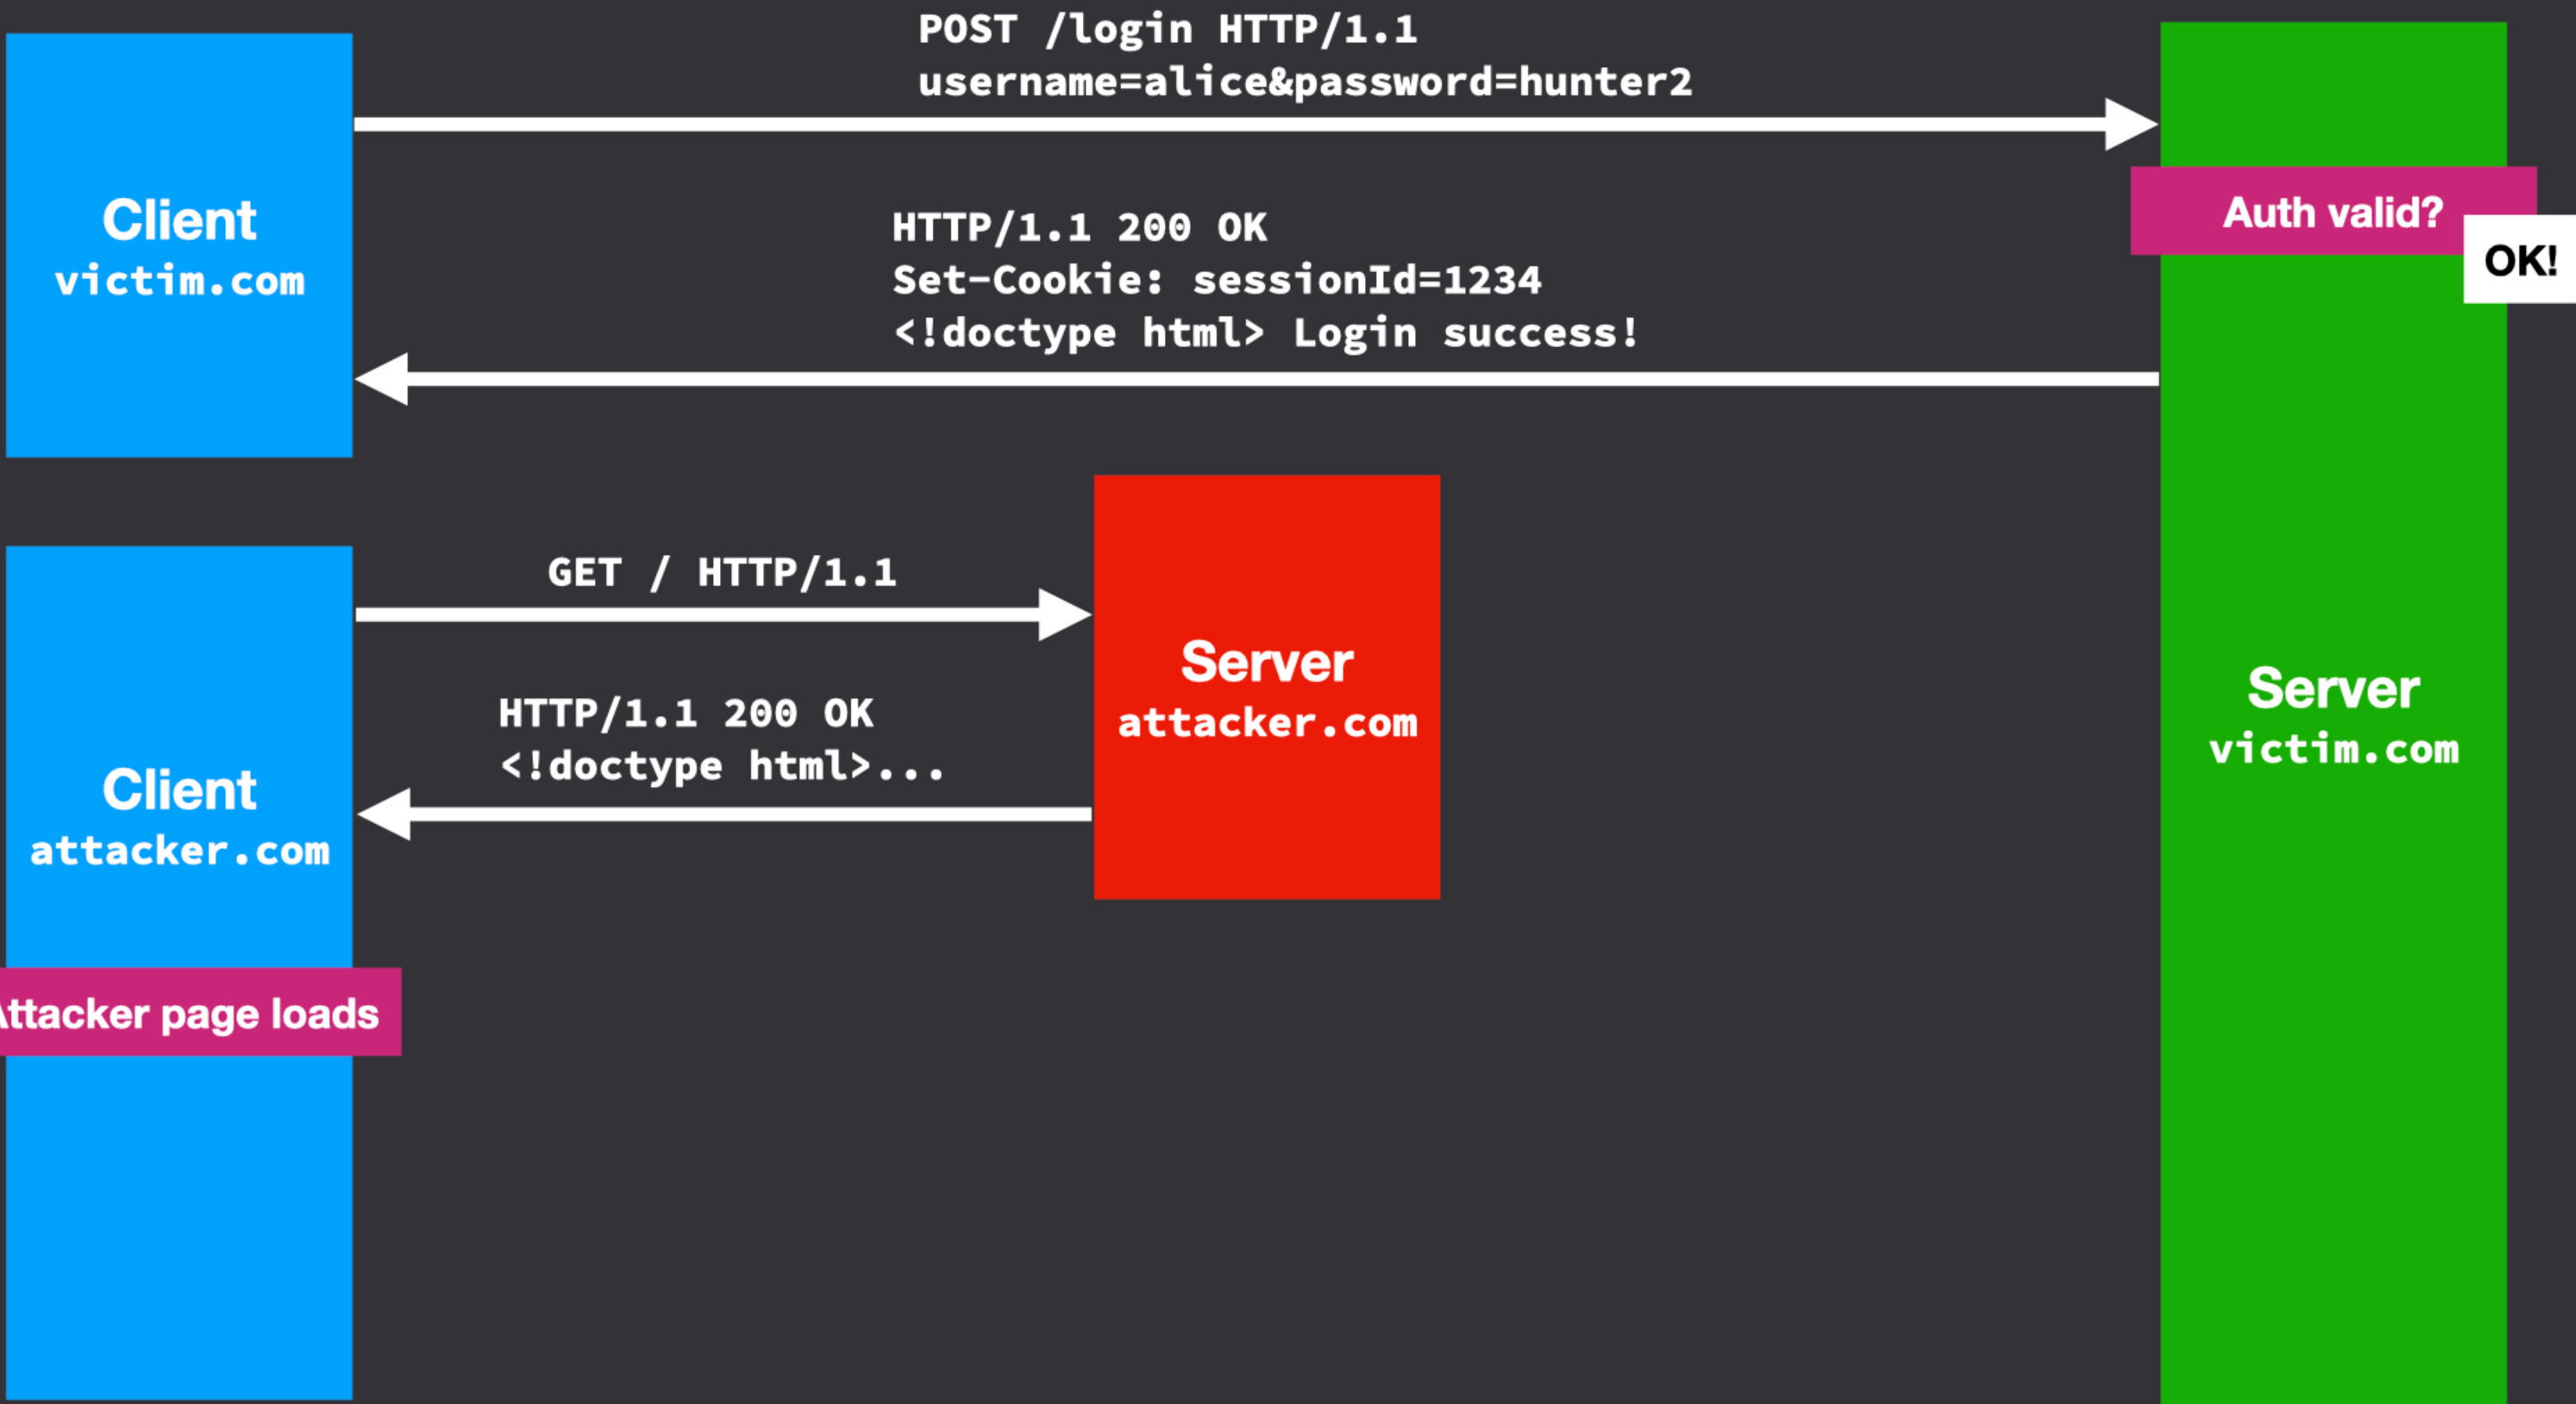 POST /login HTTP/1.1
username=alice&password=hunter2
Client
victim.com
Auth valid?
OK!
HTTP/1.1 200 OK
Set-Cookie: sessionId=1234
<!doctype html> Login success!
GET / HTTP/1.1
Server
attacker.com
HTTP/1.1 200 OK
<!doctype html>...
Server
victim.com
Client
attacker.com
Attacker page loads